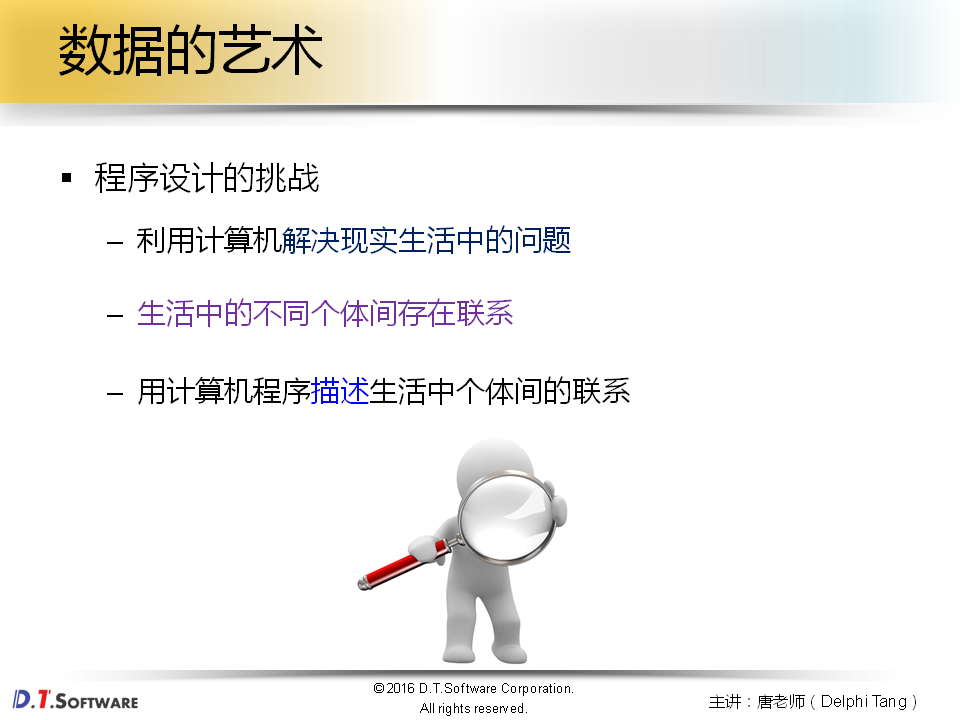 数据的艺术
▪ 程序设计的挑战
– 利用计算机解决现实生活中的问题
– 生活中的不同个体间存在联系
– 用计算机程序描述生活中个体间的联系
D.T.SOFTWARE
©2016 D.T.Software Corporation.
All rights reserved.
主讲：唐老师（Delphi Tang）